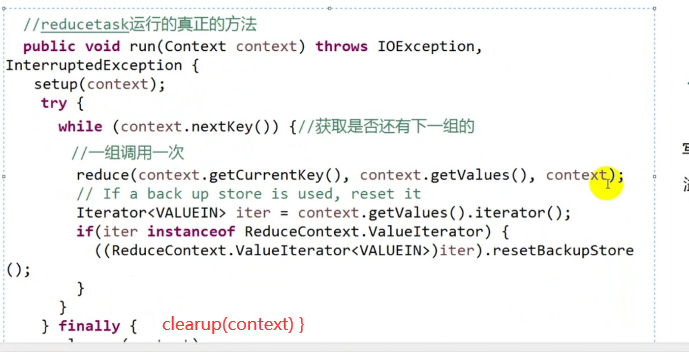 //reducetask运行的真正的方法
public void run(Context context) throws IOException,
InterruptedException {
setup(context);
try {
while (context.nextKey()) {//获取是否还有下一组的
//一组调用一次
reduce(context.getCurrentKey(), context.getValues(), context);
// If a back up store is used, reset it
Iterator<VALUEIN> iter = context.getValues().iterator();
if(iter instanceof ReduceContext.ValueIterator) {
((ReduceContext.ValueIterator<VALUEIN>)iter).resetBackupStore
();
}
}
} finally { clearup(context) }